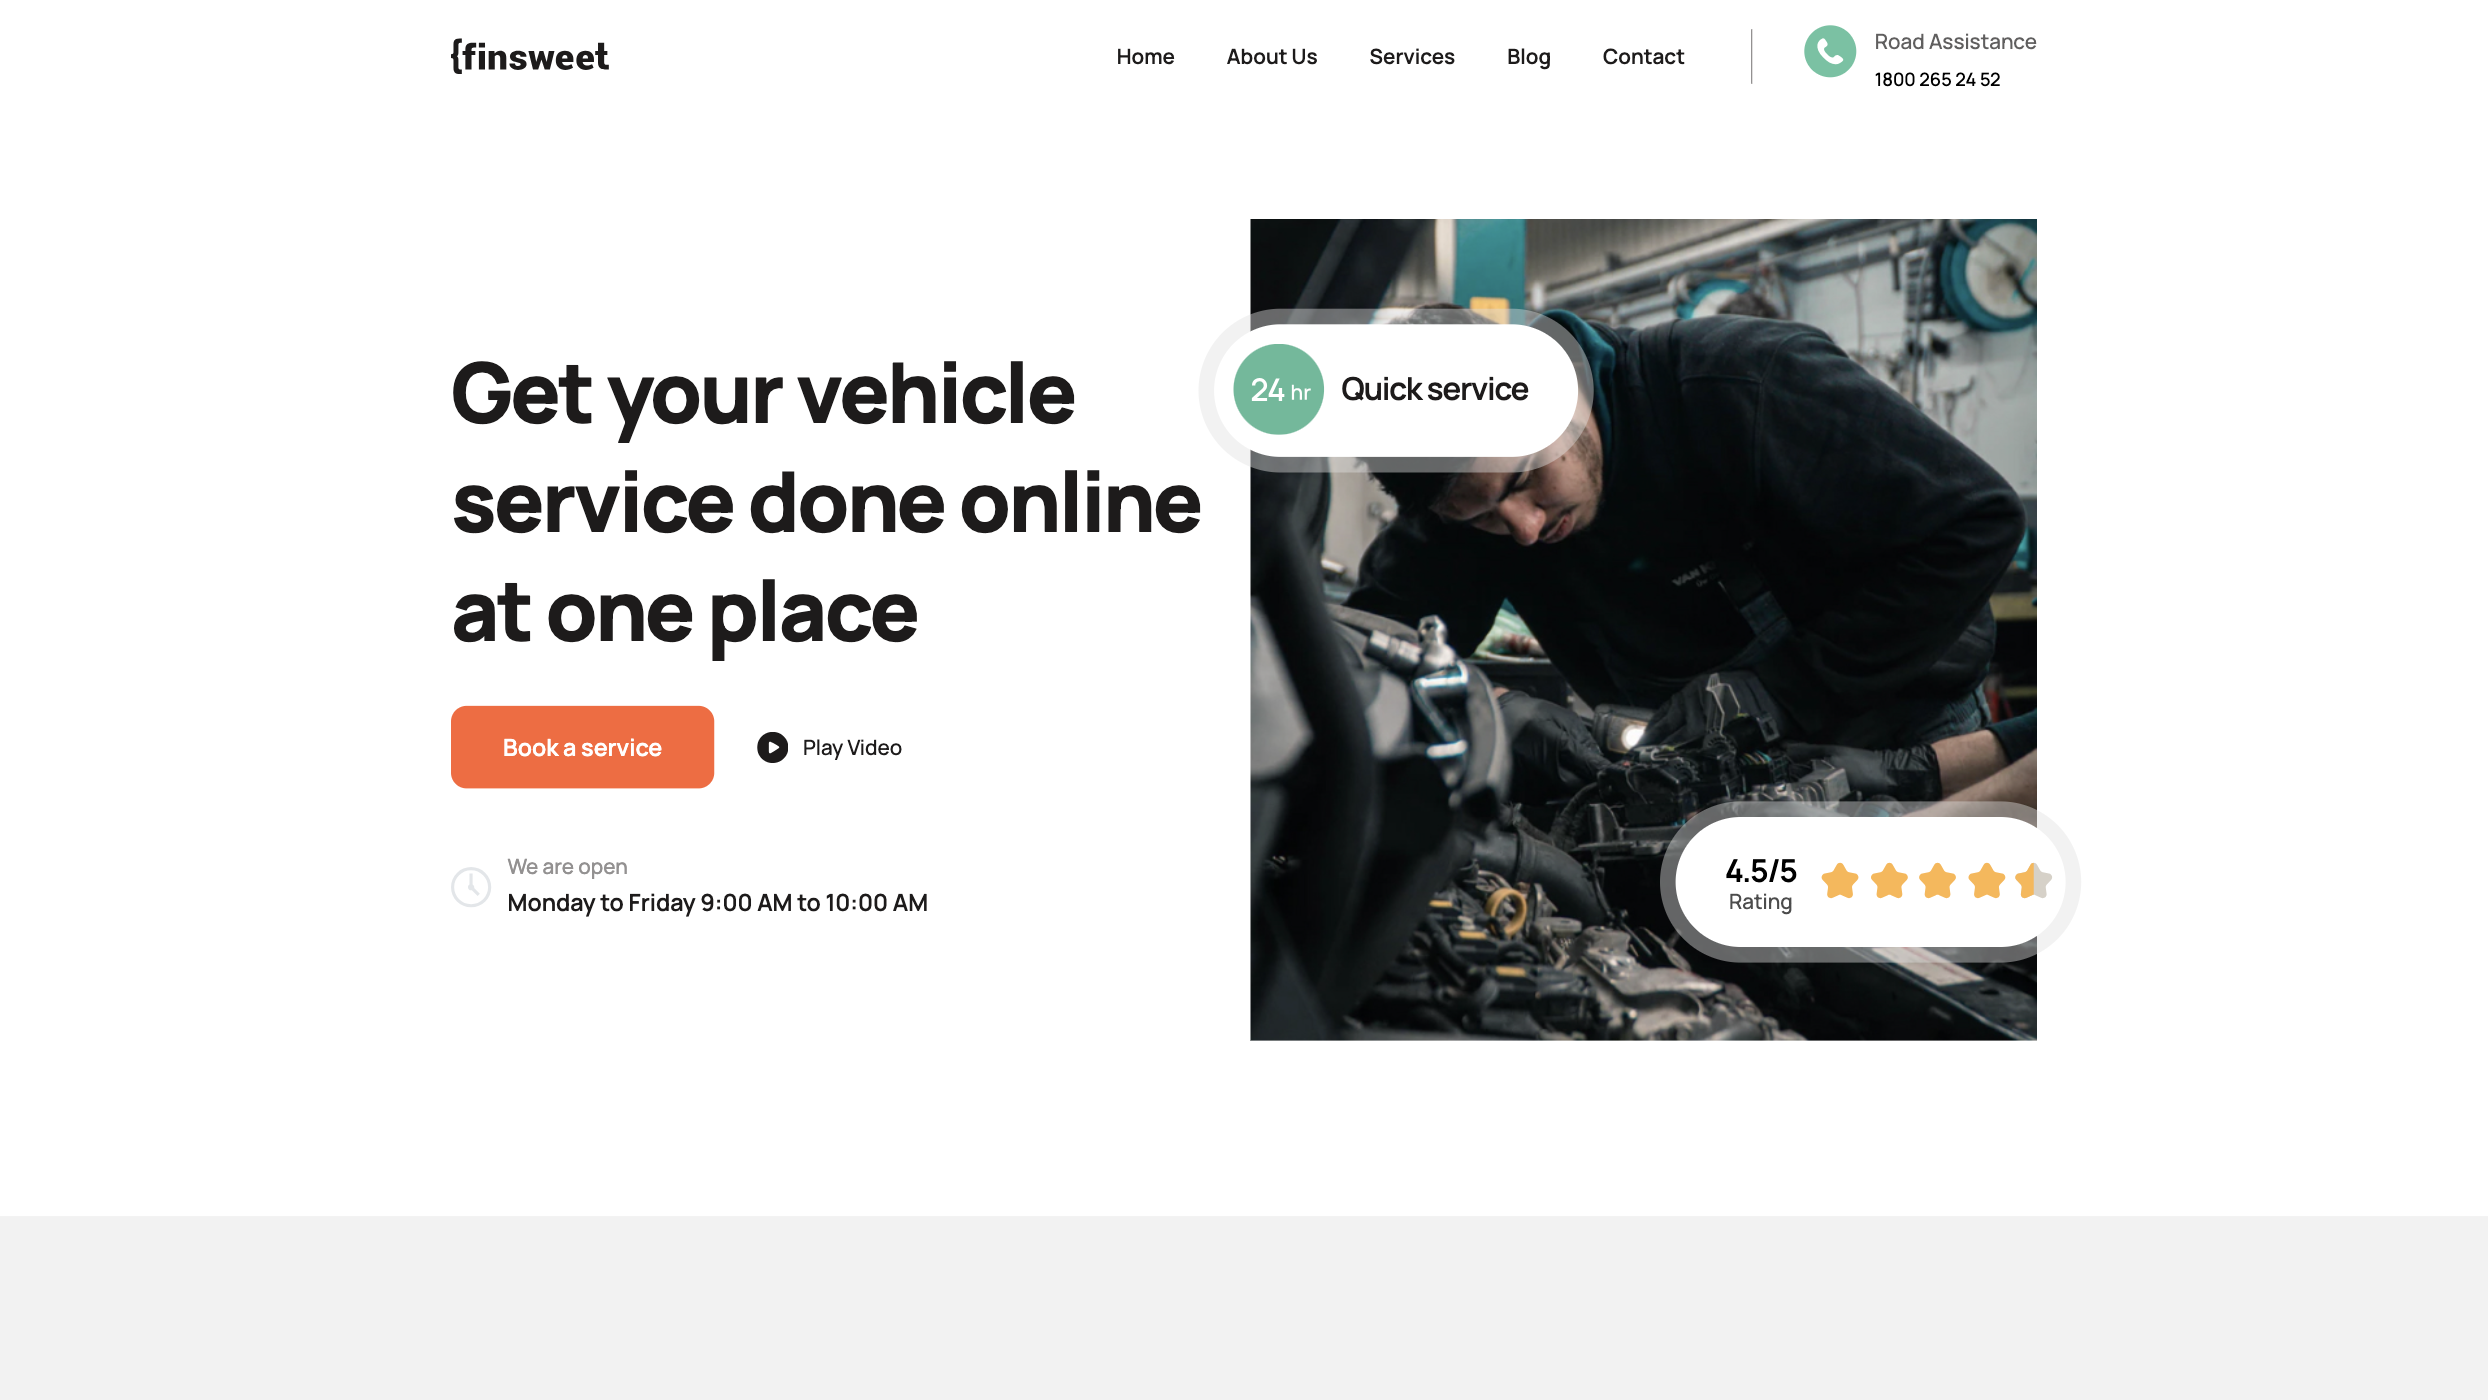 {finsweet
Home
About Us
Services
Blog
Contact
Road Assistance
1800 265 24 52
Get your vehicle
service done online
at one place
Book a service
Play Video
We are open
Monday to Friday 9:00 AM to 10:00 AM
24 hr
Quick service
4.5/5
Rating